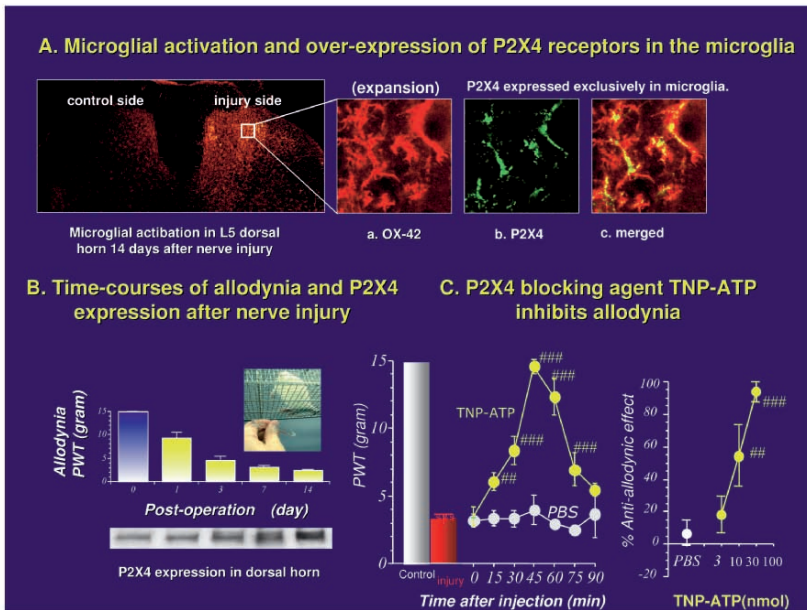 A. Microglial activation and over-expression of P2X4 receptors in the microglia
control side
injury side
(expansion)
P2X4 expressed exclusively in microglia.
Microglial actibation in L5 dorsal
horn 14 days after nerve injury
a. OX-42
b. P2X4
c. merged
B. Time-courses of allodynia and P2X4
expression after nerve injury
Allodynia
PWT (gram)
15
10
5
0
0 1 3 7 14
Post-operation (day)
P2X4 expression in dorsal horn
C. P2X4 blocking agent TNP-ATP
inhibits allodynia
PWT (gram)
15
10
5
0
Control
injury
TNP-ATP
PBS
##
###
###
###
###
0 15 30 45 60 75 90
Time after injection (min)
% Anti-allodynic effect
100
80
60
40
20
0
-20
##
###
PBS 3 10 30 100
TNP-ATP(nmol)